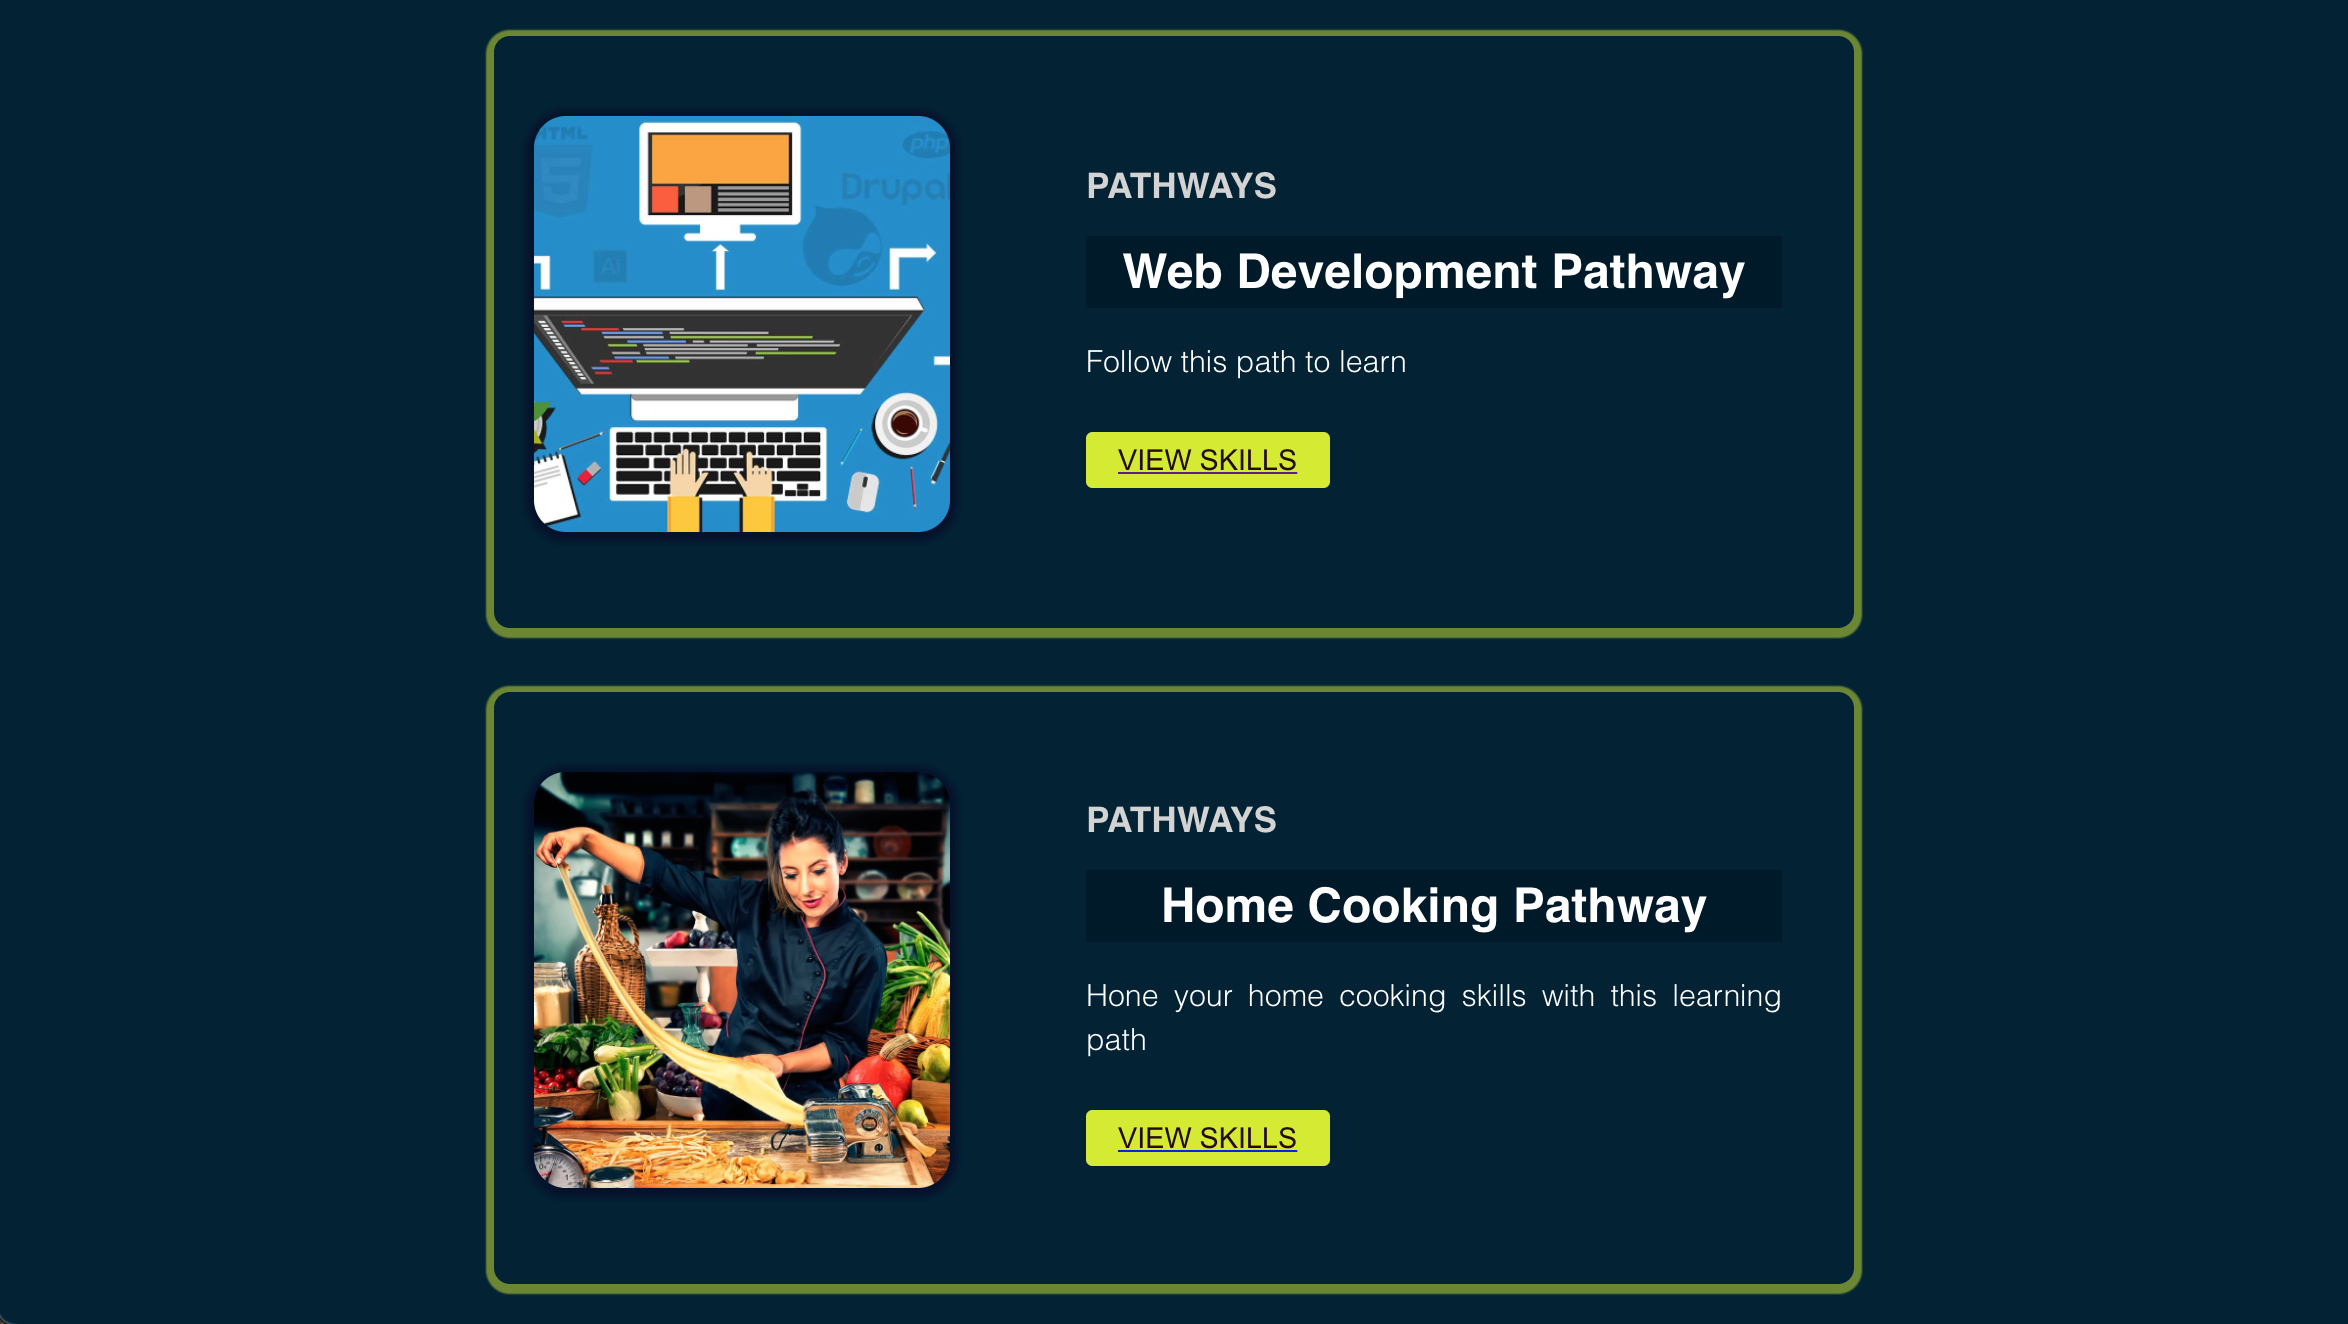 HTML
5
php
Drupal
Ai
PATHWAYS
Web Development Pathway
Follow this path to learn
VIEW SKILLS
PATHWAYS
Home Cooking Pathway
Hone your home cooking skills with this learning
path
VIEW SKILLS